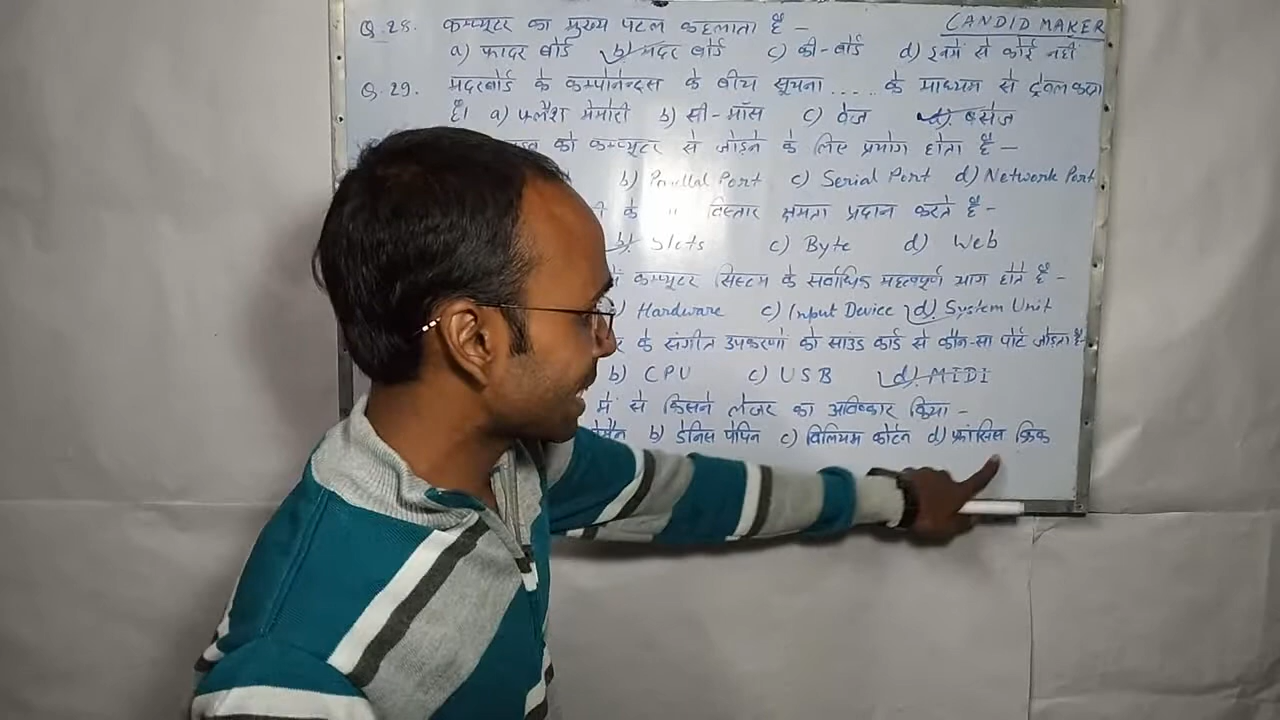 Q.28. कम्प्यूटर का मुख्य पटल कहलाता है - CANDID MAKER
a) फादर बोर्ड b) मदर बोर्ड c) की-बोर्ड d) इनमें से कोई नहीं
Q.29. मदरबोर्ड के कम्पोनेन्ट्स के बीच सूचना ..... के माध्यम से ट्रेवल करता
है। a) फ्लैश मेमोरी b) सी-मॉस c) वेज d) बसेज
को कम्प्यूटर से जोड़ने के लिए प्रयोग होता है -
b) Parallel Port c) Serial Port d) Network Port
के " विस्तार क्षमता प्रदान करते है -
b) Slots c) Byte d) Web
कम्प्यूटर सिस्टम के सर्वाधिक महत्वपूर्ण भाग होते है -
) Hardware c) Input Device d) System Unit
के संगीत उपकरणों को साउंड कार्ड से कौन-सा पोर्ट जोड़ता है-
b) CPU c) USB d) MIDI
में से किसने लेजर का अविष्कार किया -
b) डेनिस पेपिन c) विलियम कोर्टन d) फ्रांसिस क्रिक